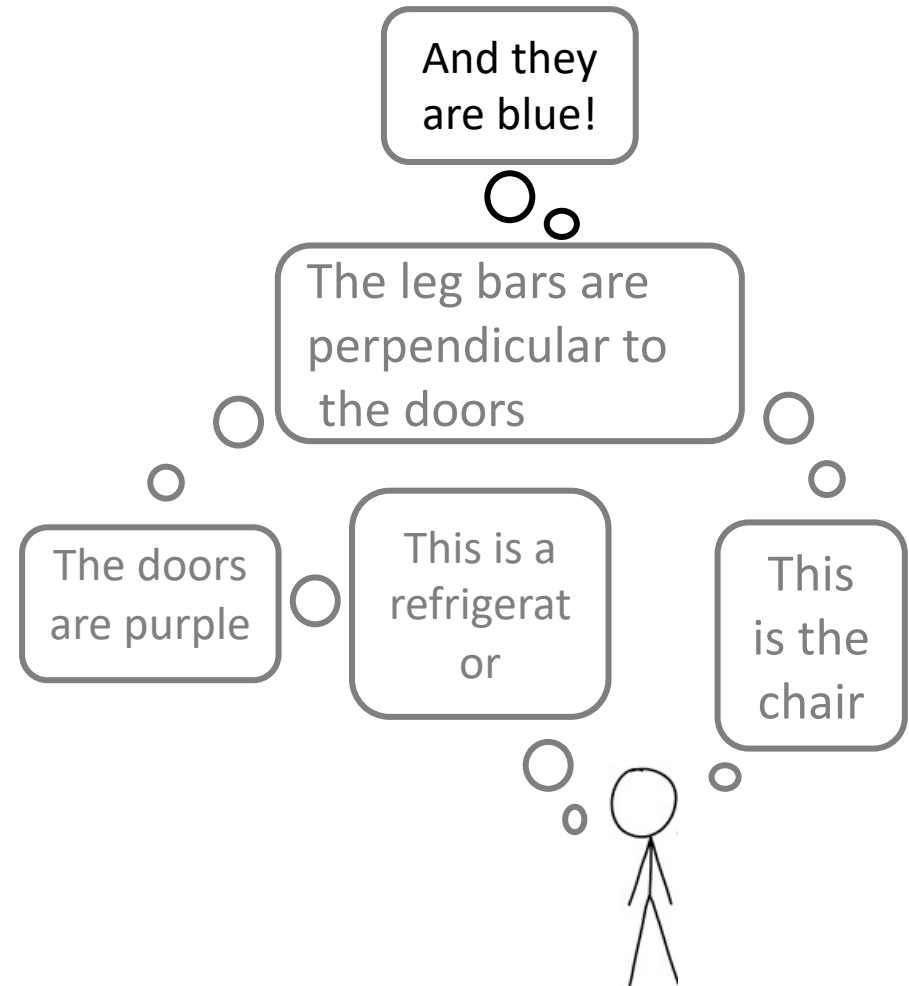 And they
are blue!
The leg bars are
perpendicular to
the doors
The doors
are purple
This is a
refrigerat
or
This
is the
chair